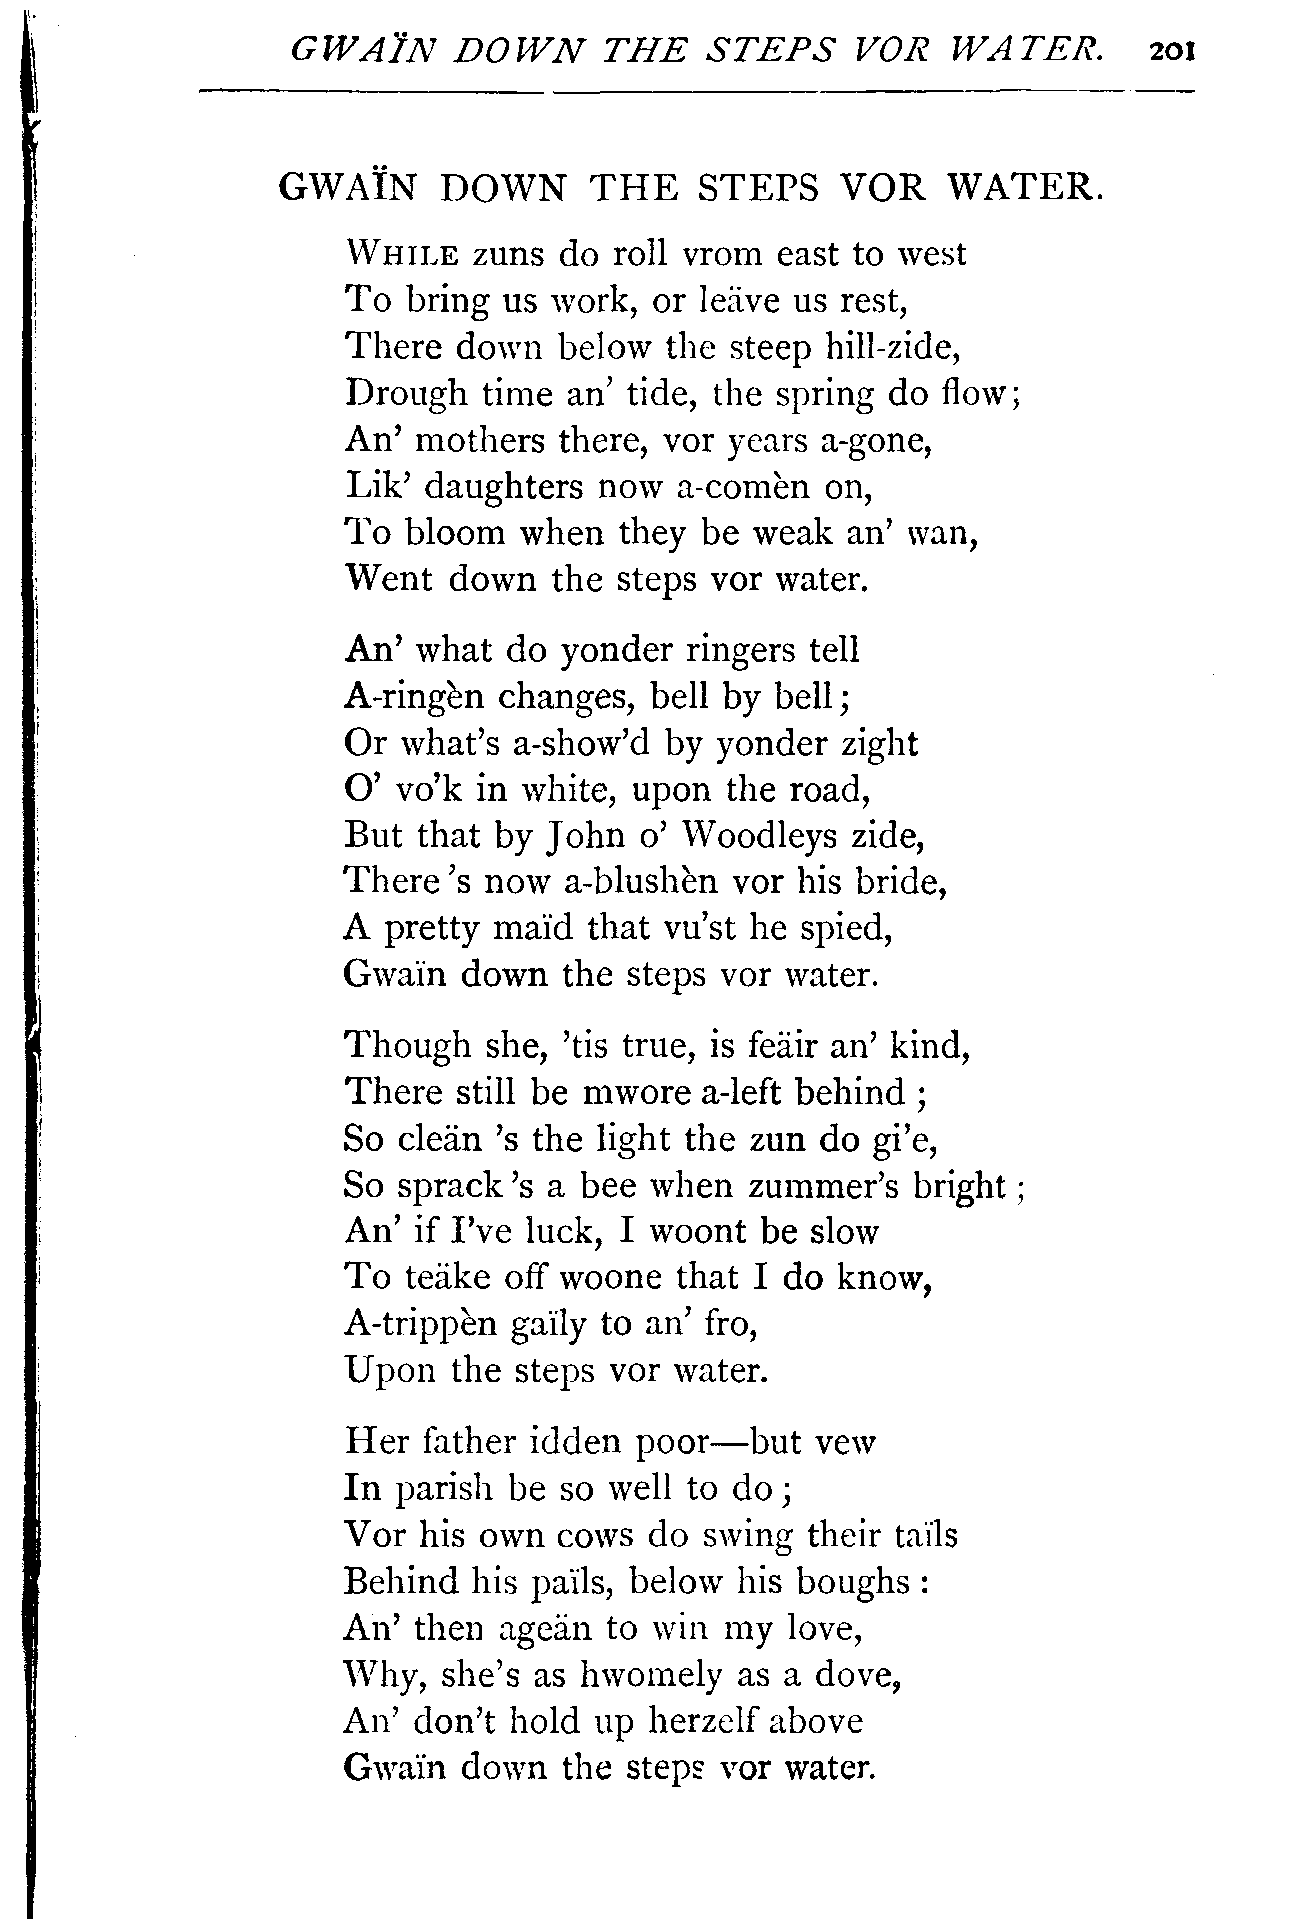 GWAÏN DOWN THE STEPS VOR WATER. 201
GWAÏN DOWN THE STEPS VOR WATER.
WHILE zuns do roll vrom east to west
To bring us work, or leäve us rest,
There down below the steep hill-zide,
Drough time an' tide, the spring do flow;
An' mothers there, vor years a-gone,
Lik' daughters now a-comèn on,
To bloom when they be weak an' wan,
Went down the steps vor water.
An' what do yonder ringers tell
A-ringèn changes, bell by bell;
Or what's a-show'd by yonder zight
O' vo'k in white, upon the road,
But that by John o' Woodleys zide,
There's now a-blushèn vor his bride,
A pretty maïd that vu'st he spied,
Gwaïn down the steps vor water.
Though she, 'tis true, is feäir an' kind,
There still be mwore a-left behind;
So cleän 's the light the zun do gi'e,
So sprack's a bee when zummer's bright;
An' if I've luck, I woont be slow
To teäke off woone that I do know,
A-trippèn gaïly to an' fro,
Upon the steps vor water.
Her father idden poor—but vew
In parish be so well to do;
Vor his own cows do swing their taïls
Behind his païls, below his boughs:
An' then ageän to win my love,
Why, she's as hwomely as a dove,
An' don't hold up herzelf above
Gwaïn down the steps vor water.